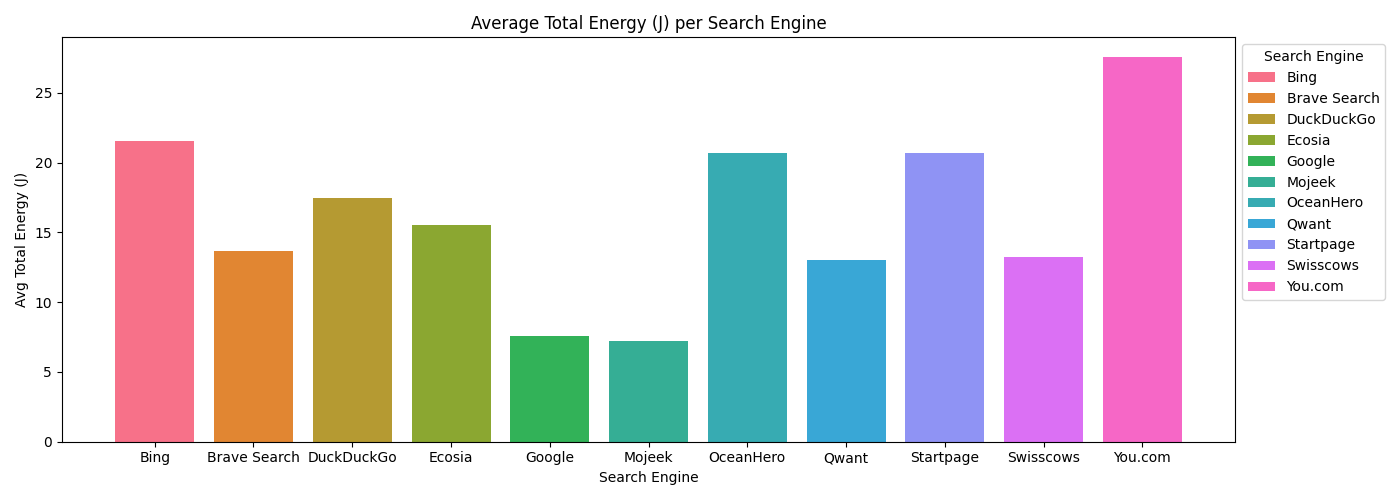 Average Total Energy (J) per Search Engine
Avg Total Energy (J)
25
20
15
10
5
0
Bing Brave Search DuckDuckGo Ecosia Google Mojeek OceanHero Qwant Startpage Swisscows You.com
Search Engine
Search Engine
Bing
Brave Search
DuckDuckGo
Ecosia
Google
Mojeek
OceanHero
Qwant
Startpage
Swisscows
You.com